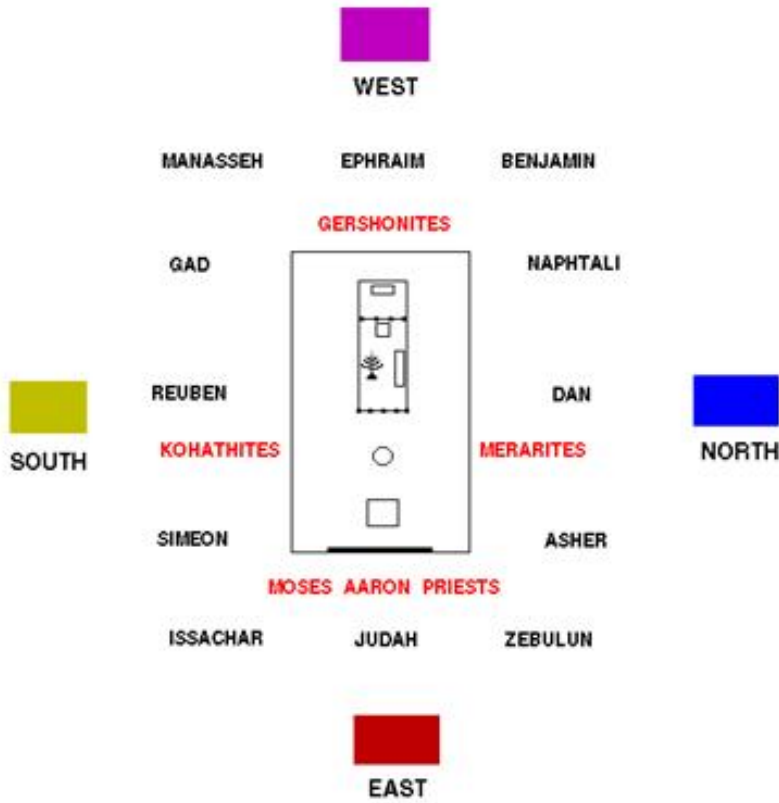 WEST
MANASSEH EPHRAIM BENJAMIN
GERSHONITES
GAD NAPHTALI
REUBEN DAN
KOHATHITES MERARITES
SOUTH NORTH
SIMEON ASHER
MOSES AARON PRIESTS
ISSACHAR JUDAH ZEBULUN
EAST